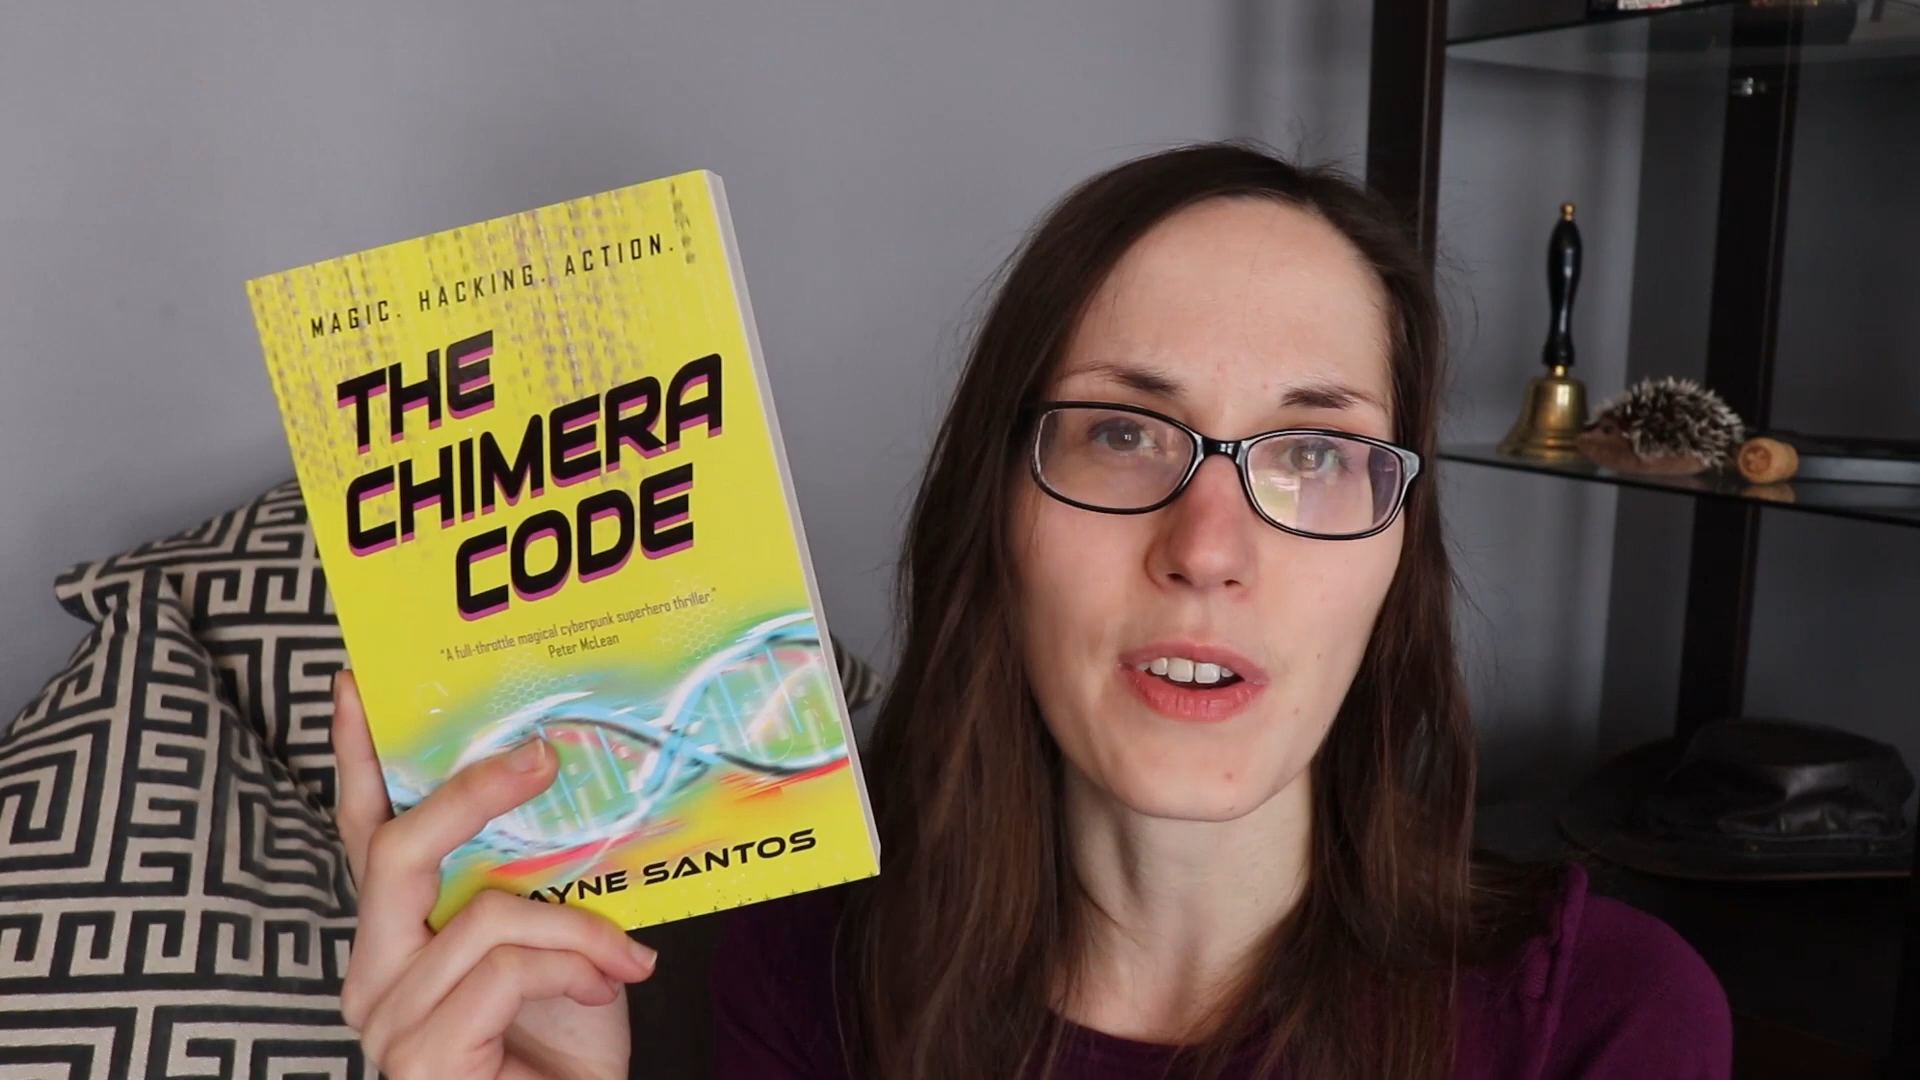 MAGIC. HACKING. ACTION.
THE
CHIMERA
CODE
"A full-throttle magical cyberpunk superhero thriller."
Peter McLean
AYNE SANTOS